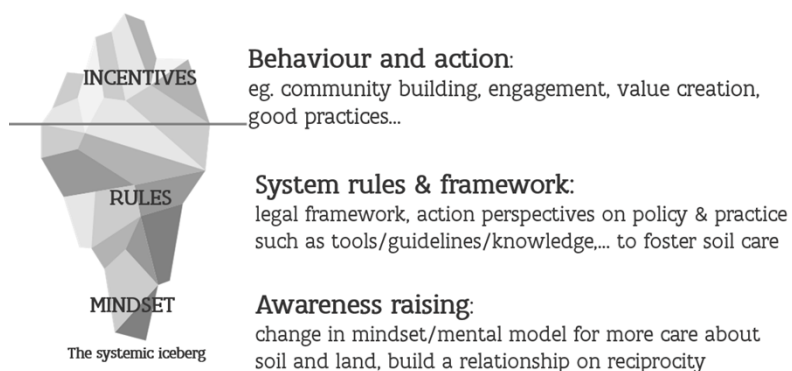 INCENTIVES
Behaviour and action:
eg. community building, engagement, value creation,
good practices...
RULES
System rules & framework:
legal framework, action perspectives on policy & practice
such as tools/guidelines/knowledge,... to foster soil care
MINDSET
Awareness raising:
change in mindset/mental model for more care about
soil and land, build a relationship on reciprocity
The systemic iceberg